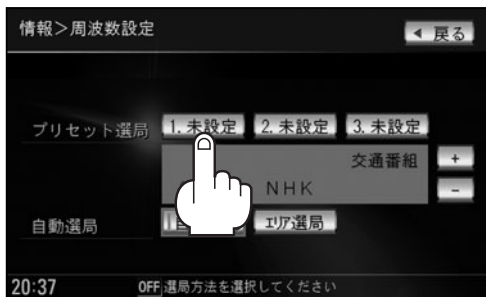 情報＞周波数設定
◀ 戻る
プリセット選局 1.未設定 2.未設定 3.未設定
交通番組 +
NHK -
自動選局 エリア選局
20:37 OFF 選局方法を選択してください